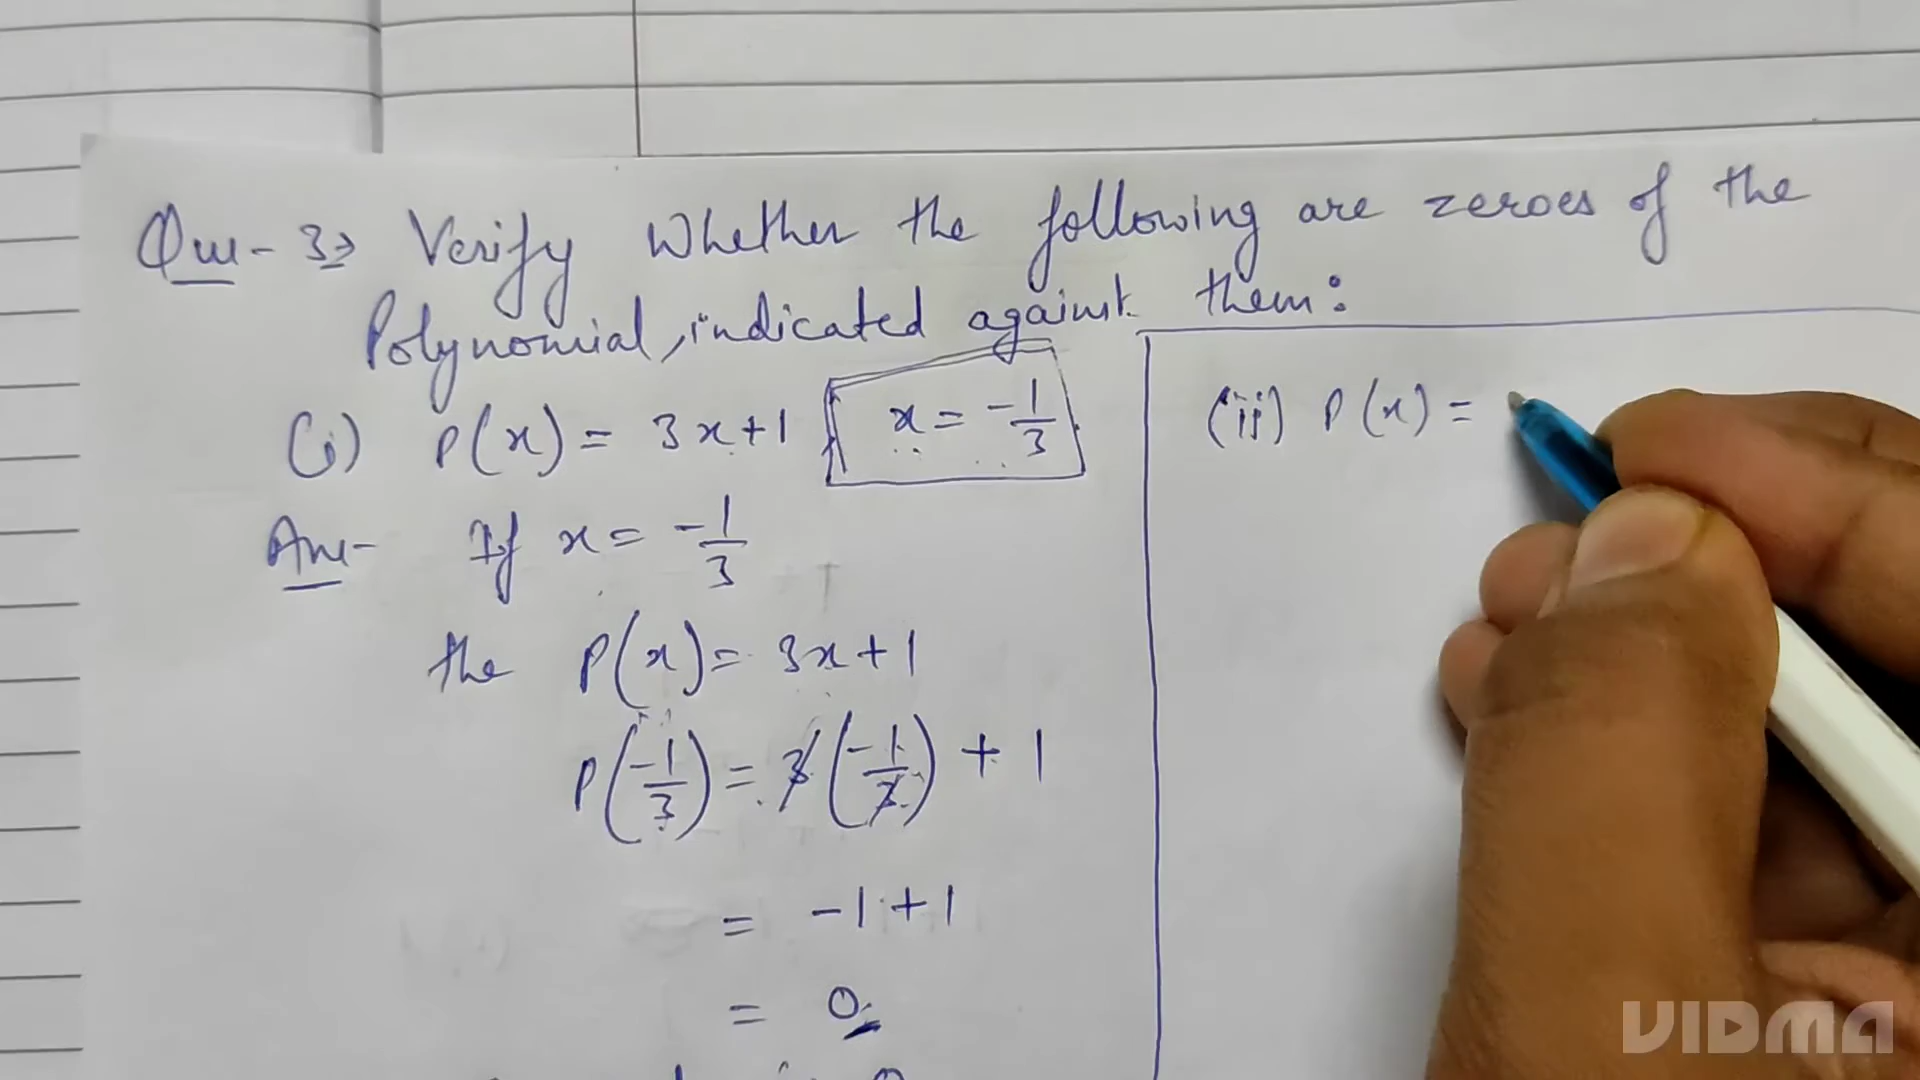 Que-3> Verify Whether the following are zeroes of the
Polynomial, indicated against them:
(i) P(x) = 3x+1 x = -1/3
Ans- If x = -1/3
the P(x) = 3x+1
P(-1/3) = 3(-1/3) + 1
= -1+1
= 0
(ii) P(x) =
VIDMA